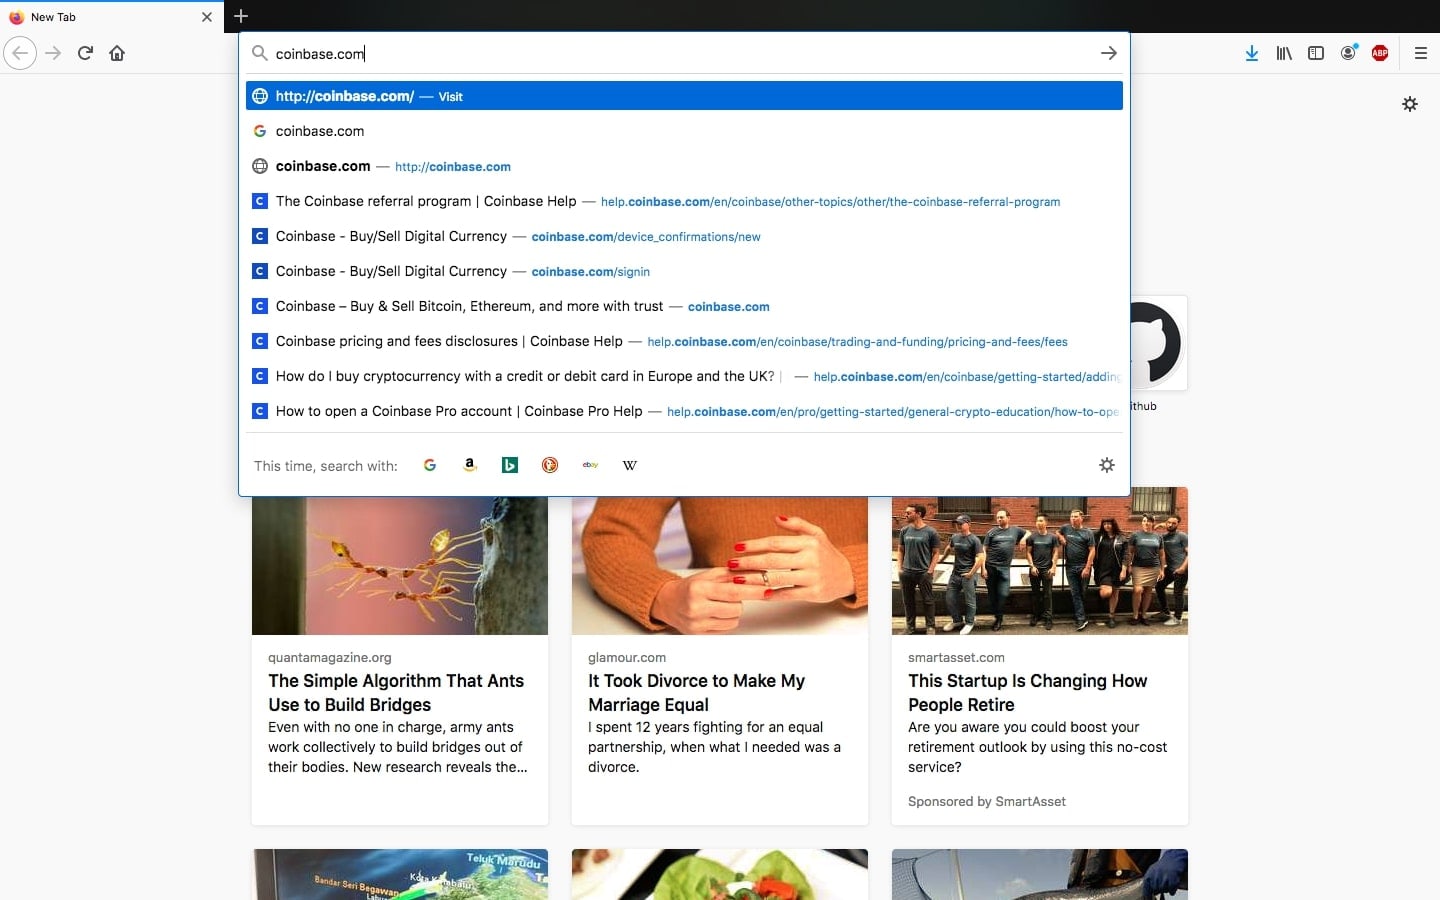 New Tab
coinbase.com
http://coinbase.com/ — Visit
coinbase.com
coinbase.com — http://coinbase.com
The Coinbase referral program | Coinbase Help — help.coinbase.com/en/coinbase/other-topics/other/the-coinbase-referral-program
Coinbase - Buy/Sell Digital Currency — coinbase.com/device_confirmations/new
Coinbase - Buy/Sell Digital Currency — coinbase.com/signin
Coinbase – Buy & Sell Bitcoin, Ethereum, and more with trust — coinbase.com
Coinbase pricing and fees disclosures | Coinbase Help — help.coinbase.com/en/coinbase/trading-and-funding/pricing-and-fees/fees
How do I buy cryptocurrency with a credit or debit card in Europe and the UK? | — help.coinbase.com/en/coinbase/getting-started/adding
How to open a Coinbase Pro account | Coinbase Pro Help — help.coinbase.com/en/pro/getting-started/general-crypto-education/how-to-ope
ithub
This time, search with:
ebay
W
ABP
quantamagazine.org
The Simple Algorithm That Ants
Use to Build Bridges
Even with no one in charge, army ants
work collectively to build bridges out of
their bodies. New research reveals the...
glamour.com
It Took Divorce to Make My
Marriage Equal
I spent 12 years fighting for an equal
partnership, when what I needed was a
divorce.
smartasset.com
This Startup Is Changing How
People Retire
Are you aware you could boost your
retirement outlook by using this no-cost
service?
Sponsored by SmartAsset
Teluk Marudu
Kota Kinabalu
Bandar Seri Begawan